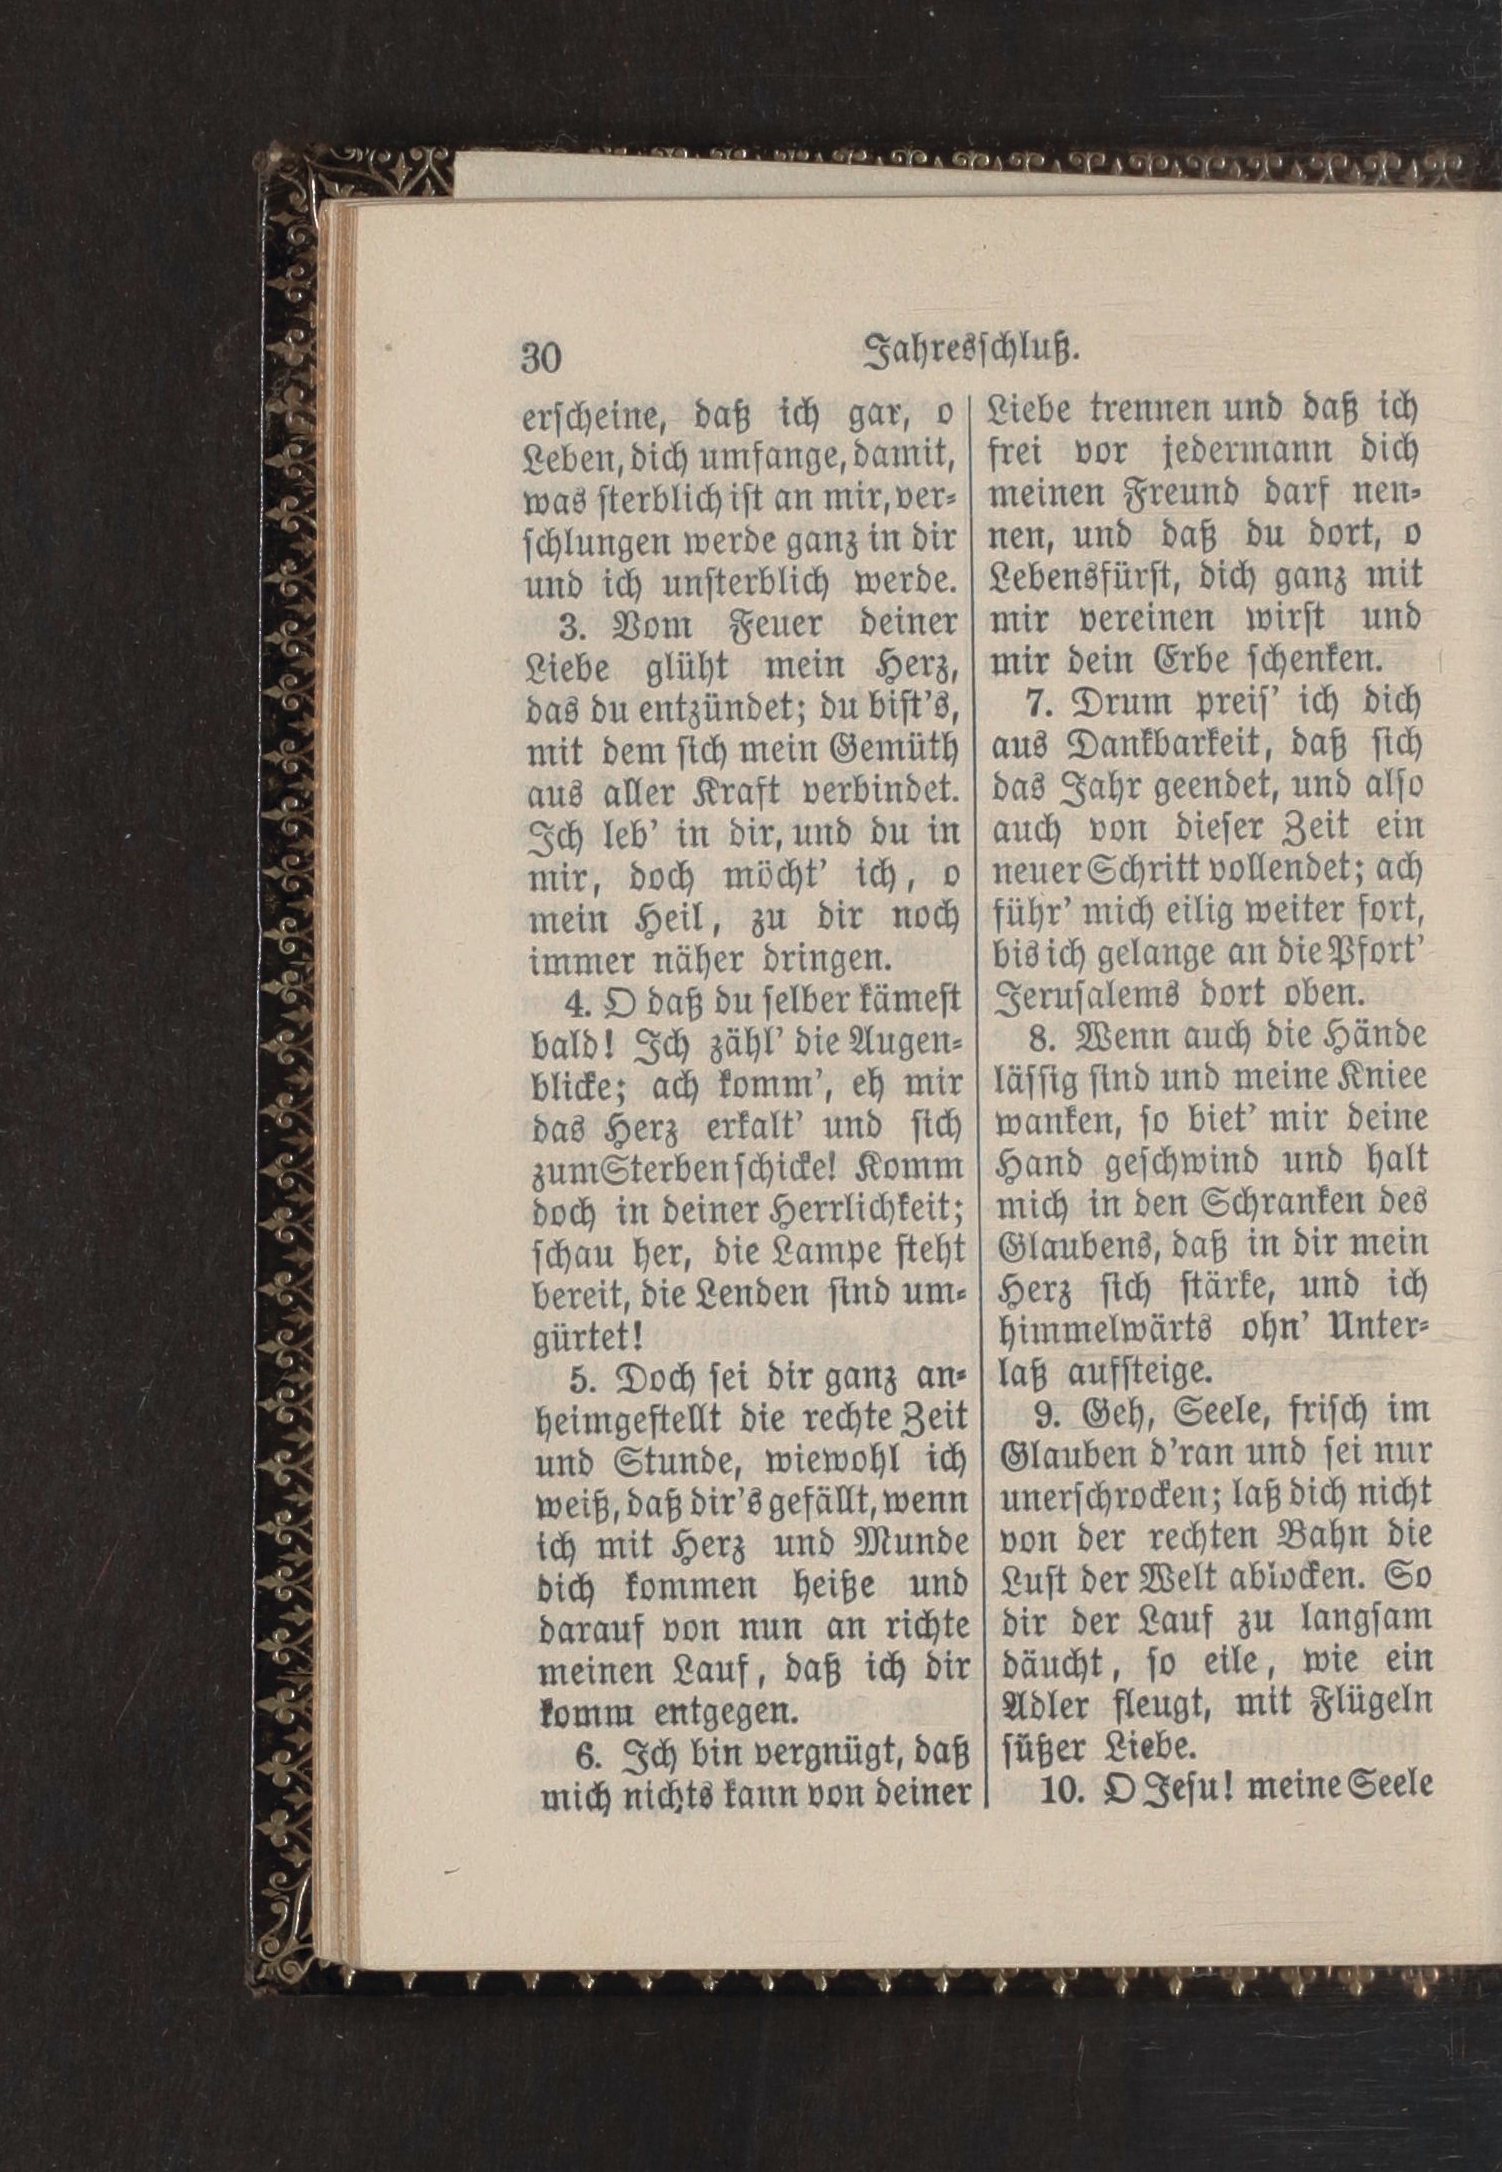 30
Jahresschluß.
erscheine, daß ich gar, o
Leben, dich umfange, damit,
was sterblich ist an mir, ver-
schlungen werde ganz in dir
und ich unsterblich werde.
3. Vom Feuer deiner
Liebe glüht mein Herz,
das du entzündet; du bist's,
mit dem sich mein Gemüth
aus aller Kraft verbindet.
Ich leb' in dir, und du in
mir, doch möcht' ich, o
mein Heil, zu dir noch
immer näher dringen.
4. O daß du selber kämest
bald! Ich zähl' die Augen-
blicke; ach komm', eh mir
das Herz erkalt' und sich
zum Sterben schicke! Komm
doch in deiner Herrlichkeit;
schau her, die Lampe steht
bereit, die Lenden sind um-
gürtet!
5. Doch sei dir ganz an-
heimgestellt die rechte Zeit
und Stunde, wiewohl ich
weiß, daß dir's gefällt, wenn
ich mit Herz und Munde
dich kommen heiße und
darauf von nun an richte
meinen Lauf, daß ich dir
komm entgegen.
6. Ich bin vergnügt, daß
mich nichts kann von deiner
Liebe trennen und daß ich
frei vor jedermann dich
meinen Freund darf nen-
nen, und daß du dort, o
Lebensfürst, dich ganz mit
mir vereinen wirst und
mir dein Erbe schenken.
7. Drum preis' ich dich
aus Dankbarkeit, daß sich
das Jahr geendet, und also
auch von dieser Zeit ein
neuer Schritt vollendet; ach
führ' mich eilig weiter fort,
bis ich gelange an die Pfort'
Jerusalems dort oben.
8. Wenn auch die Hände
lässig sind und meine Kniee
wanken, so biet' mir deine
Hand geschwind und halt
mich in den Schranken des
Glaubens, daß in dir mein
Herz sich stärke, und ich
himmelwärts ohn' Unter-
laß aufsteige.
9. Geh, Seele, frisch im
Glauben d'ran und sei nur
unerschrocken; laß dich nicht
von der rechten Bahn die
Lust der Welt ablocken. So
dir der Lauf zu langsam
däucht, so eile, wie ein
Adler fleugt, mit Flügeln
süßer Liebe.
10. O Jesu! meine Seele